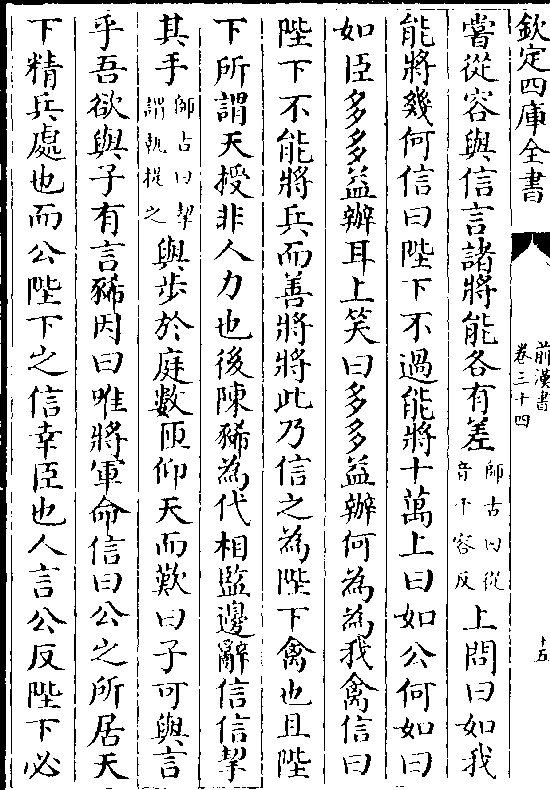 欽定四庫全書
前漢書
卷三十四
十五
嘗從容與信言諸將能各有差師古曰從音千容反上問曰如我
能將幾何信曰陛下不過能將十萬上曰如公何如曰
如臣多多益辦耳上笑曰多多益辦何為為我禽信曰
陛下不能將兵而善將將此乃信之為陛下禽也且陛
下所謂天授非人力也後陳豨為代相監邊辭信信挈
其手師古曰挈謂執提之與步於庭數匝仰天而歎曰子可與言
乎吾欲與子有言豨因曰唯將軍命信曰公之所居天
下精兵處也而公陛下之信幸臣也人言公反陛下必